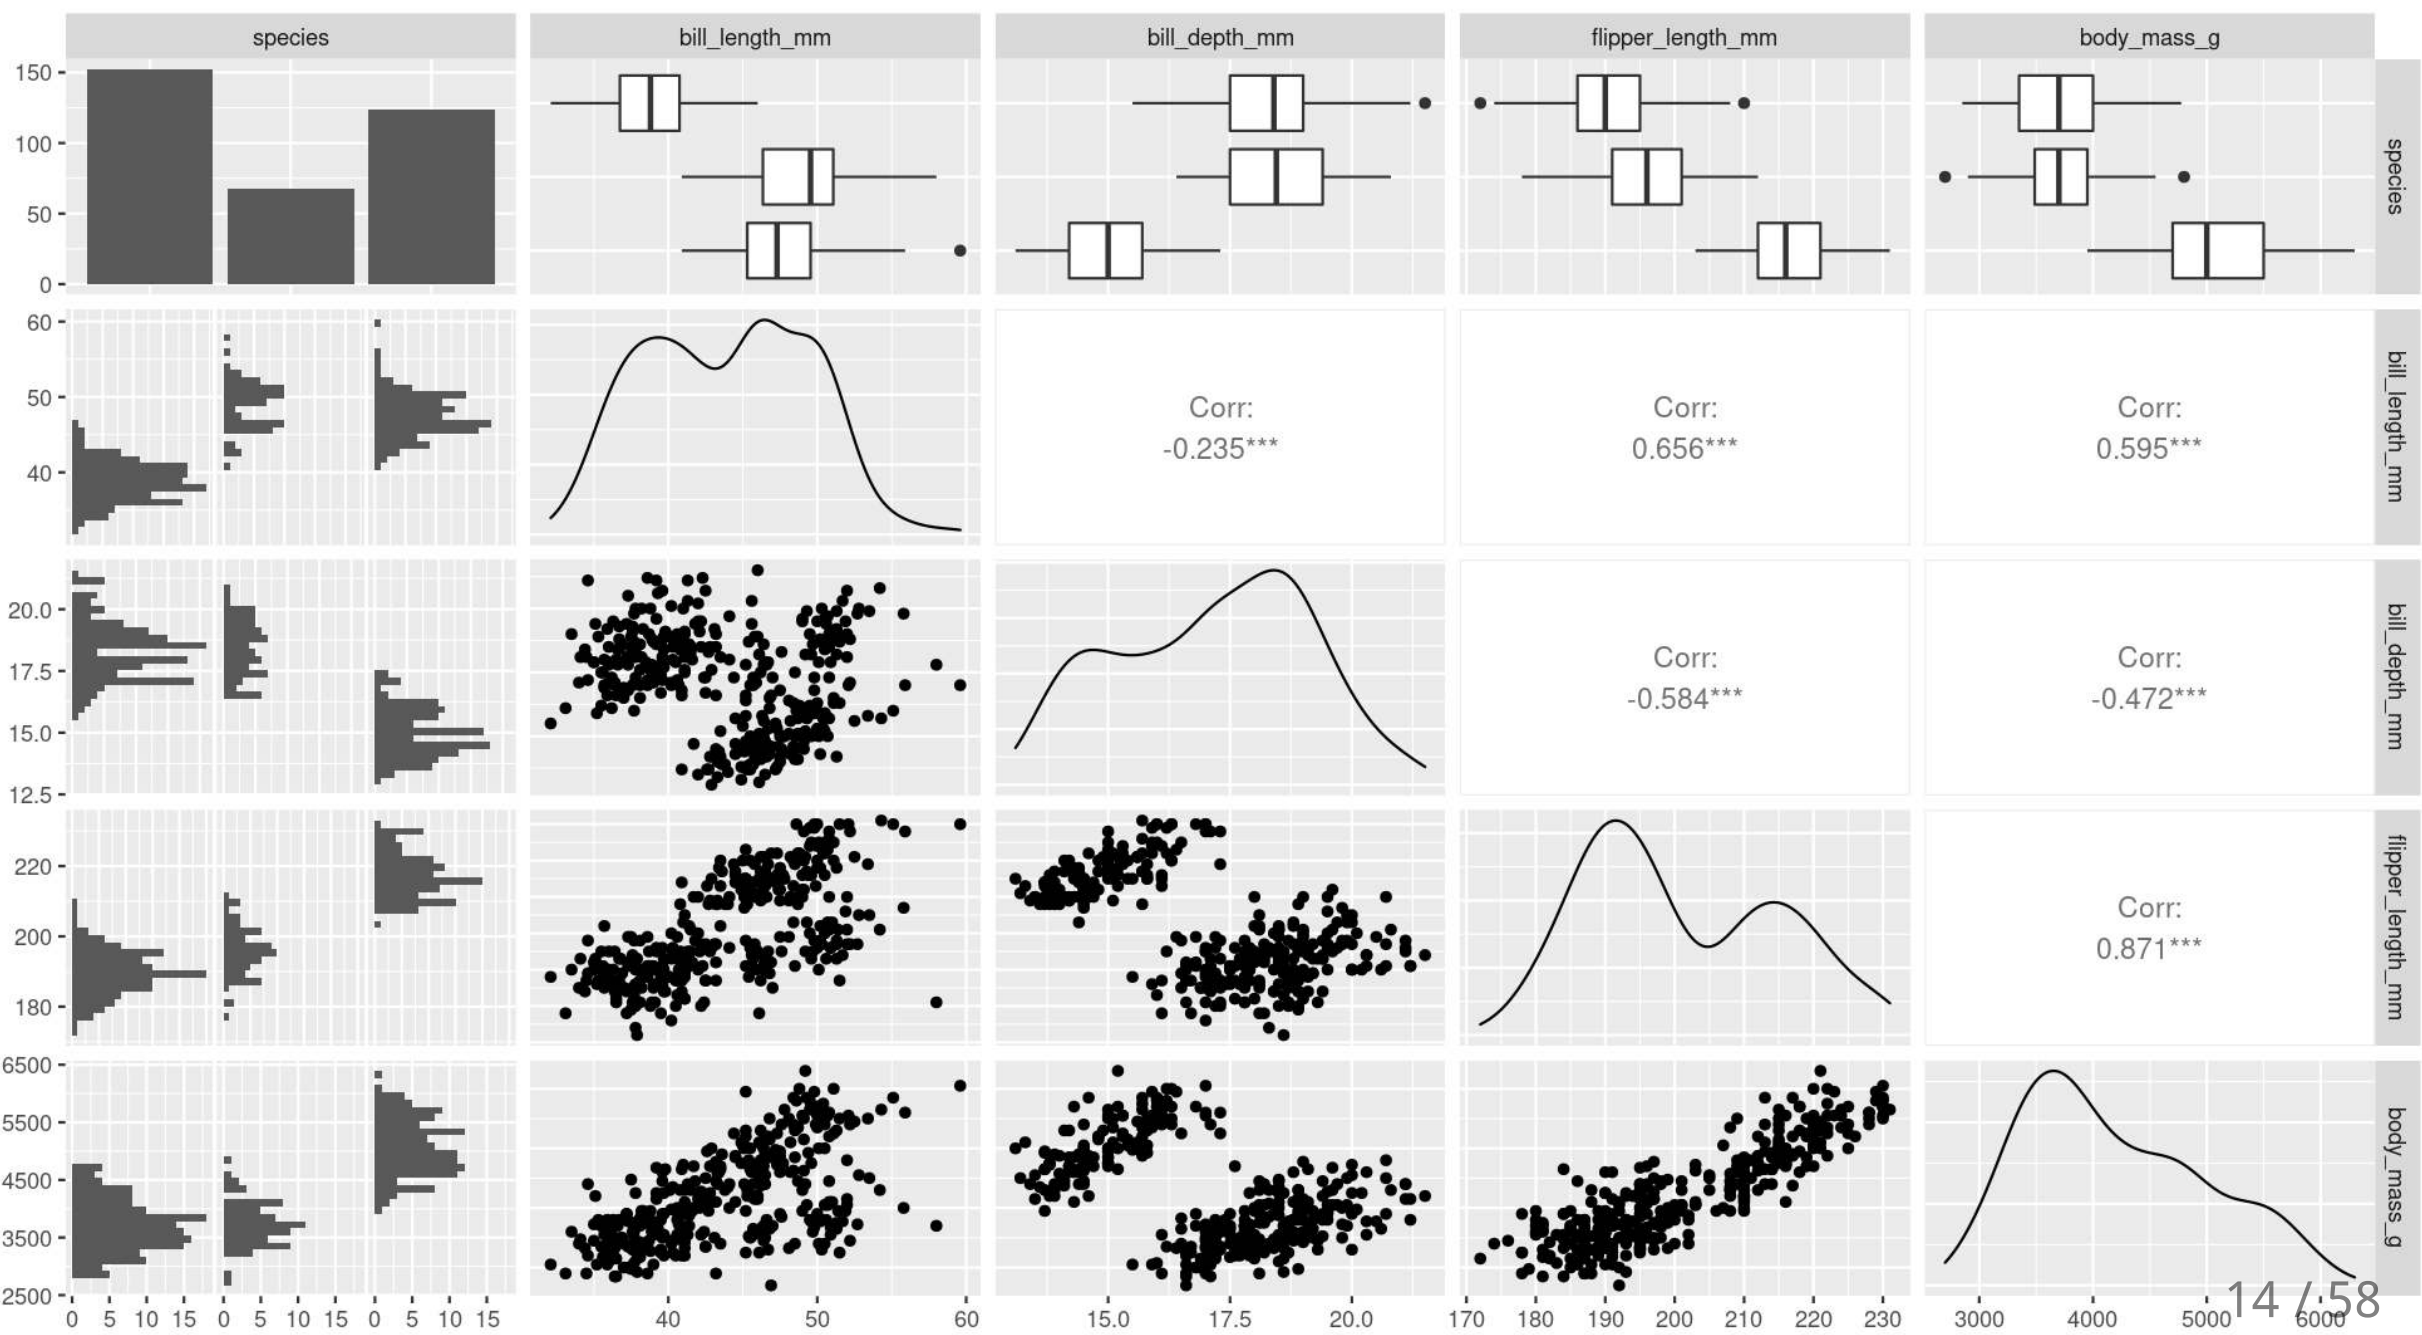 species bill_length_mm bill_depth_mm flipper_length_mm body_mass_g
150
100
50
0
species
60
50
40
Corr:
-0.235***
Corr:
0.656***
Corr:
0.595***
bill_length_mm
20.0
17.5
15.0
12.5
Corr:
-0.584***
Corr:
-0.472***
bill_depth_mm
220
200
180
Corr:
0.871***
flipper_length_mm
6500
5500
4500
3500
2500
body_mass_g
0 5 10 15 0 5 10 15 0 5 10 15 40 50 60 15.0 17.5 20.0 170 180 190 200 210 220 230 3000 4000 5000 6000
14 / 58